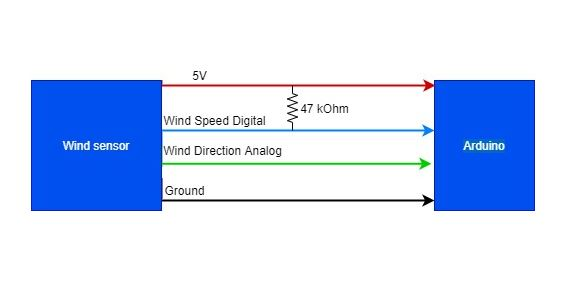 5V
47 kOhm
Wind Speed Digital
Wind sensor
Arduino
Wind Direction Analog
Ground